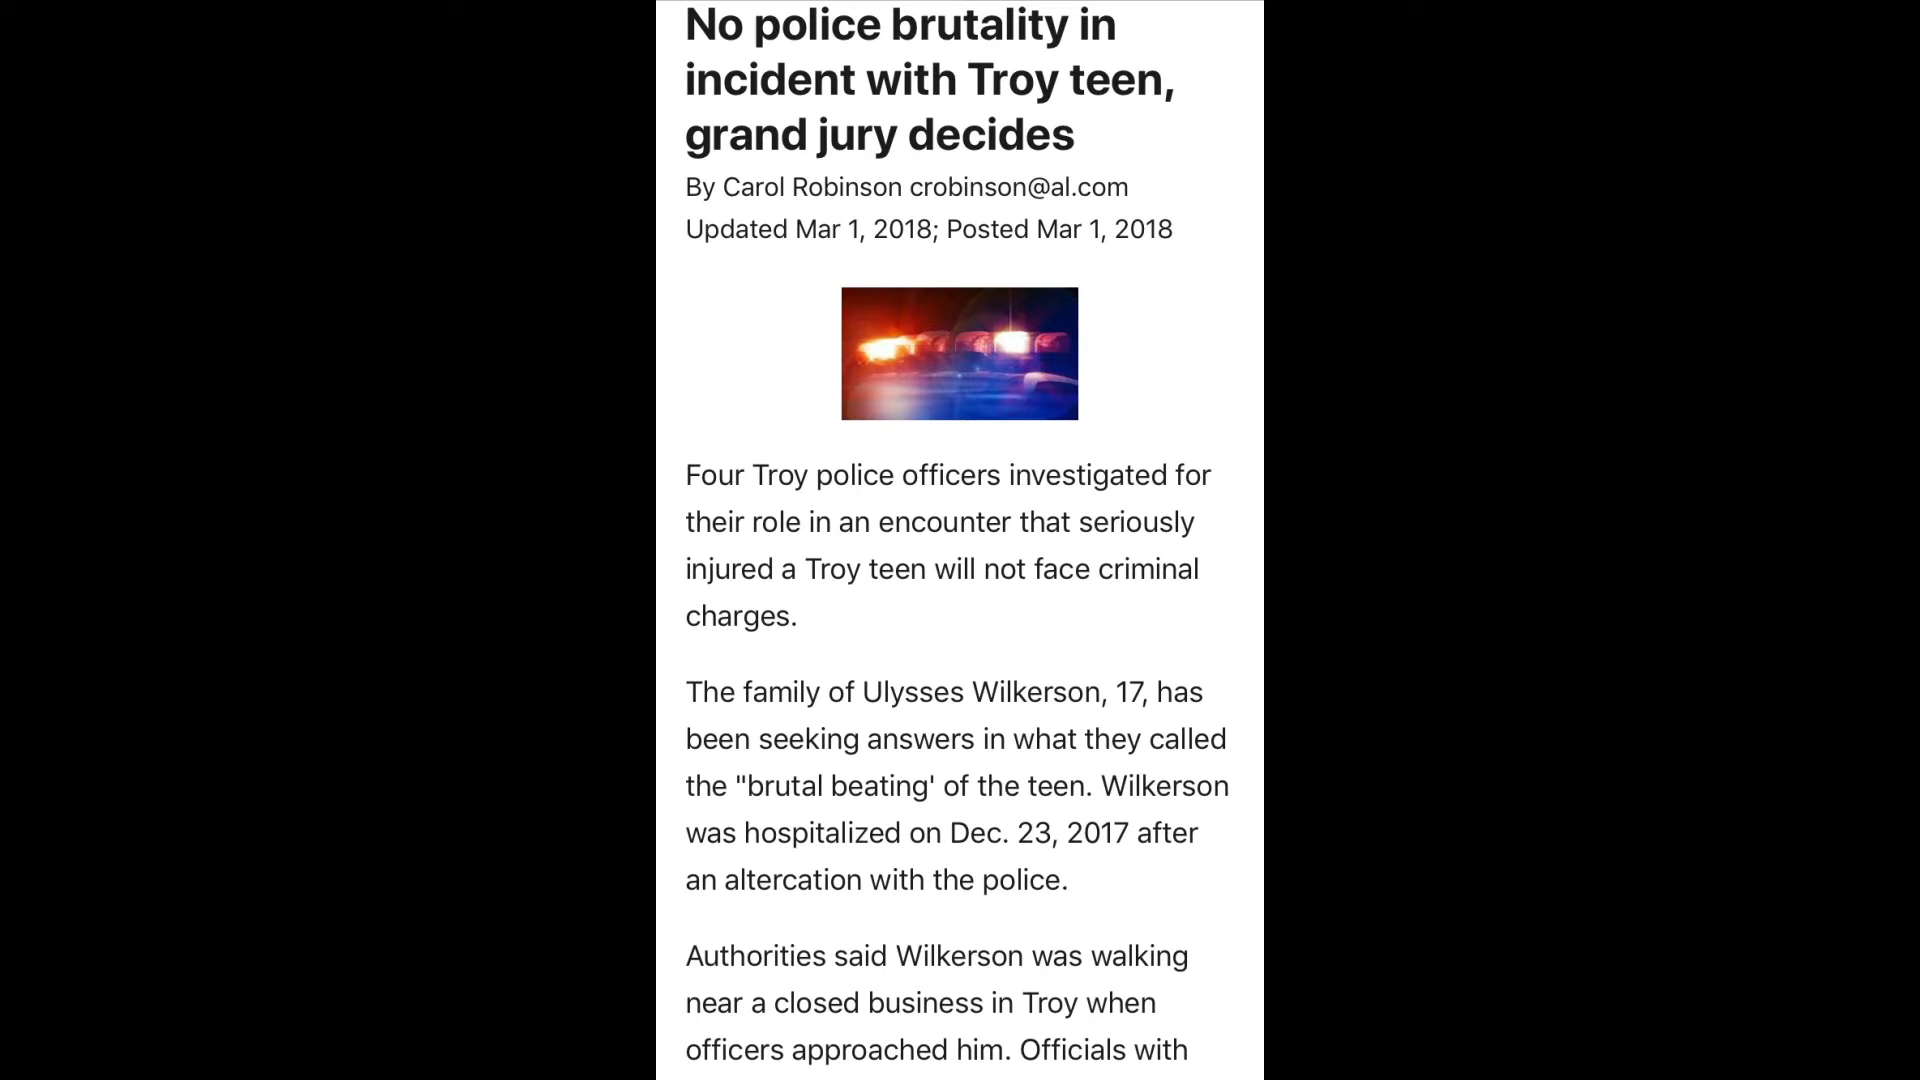 No police brutality in
incident with Troy teen,
grand jury decides
By Carol Robinson crobinson@al.com
Updated Mar 1, 2018; Posted Mar 1, 2018
Four Troy police officers investigated for
their role in an encounter that seriously
injured a Troy teen will not face criminal
charges.
The family of Ulysses Wilkerson, 17, has
been seeking answers in what they called
the "brutal beating' of the teen. Wilkerson
was hospitalized on Dec. 23, 2017 after
an altercation with the police.
Authorities said Wilkerson was walking
near a closed business in Troy when
officers approached him. Officials with